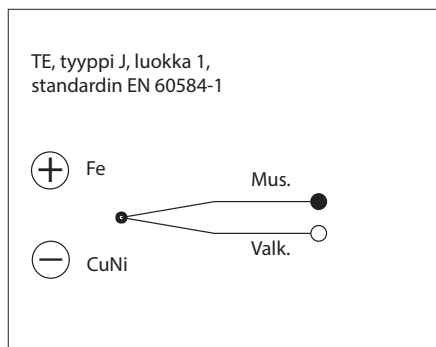 TE, tyyppi J, luokka 1,
standardin EN 60584-1
Fe
Mus.
Valk.
CuNi